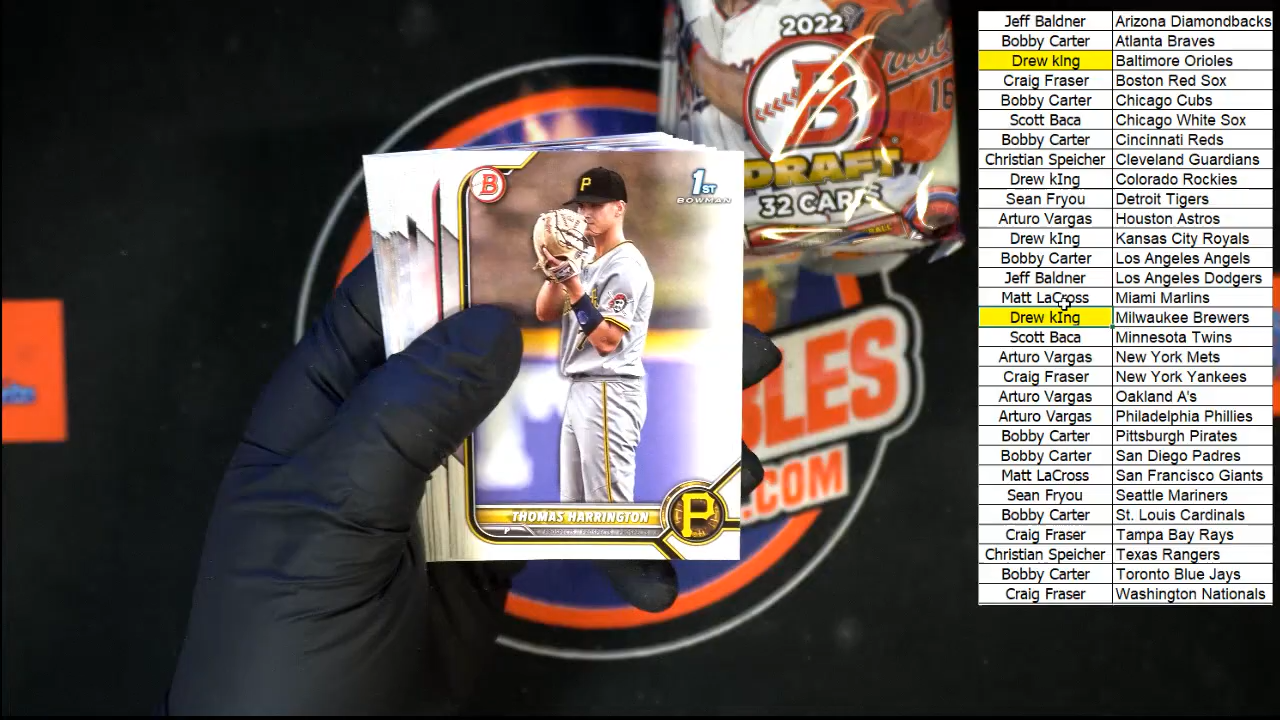 2022
B
DRAFT
32 CARDS
16
B
1ST
BOWMAN
P
THOMAS HARRINGTON
P
P
BLES
.COM
Jeff Baldner Arizona Diamondbacks
Bobby Carter Atlanta Braves
Drew kIng Baltimore Orioles
Craig Fraser Boston Red Sox
Bobby Carter Chicago Cubs
Scott Baca Chicago White Sox
Bobby Carter Cincinnati Reds
Christian Speicher Cleveland Guardians
Drew kIng Colorado Rockies
Sean Fryou Detroit Tigers
Arturo Vargas Houston Astros
Drew kIng Kansas City Royals
Bobby Carter Los Angeles Angels
Jeff Baldner Los Angeles Dodgers
Matt LaCross Miami Marlins
Drew kIng Milwaukee Brewers
Scott Baca Minnesota Twins
Arturo Vargas New York Mets
Craig Fraser New York Yankees
Arturo Vargas Oakland A's
Arturo Vargas Philadelphia Phillies
Bobby Carter Pittsburgh Pirates
Bobby Carter San Diego Padres
Matt LaCross San Francisco Giants
Sean Fryou Seattle Mariners
Bobby Carter St. Louis Cardinals
Craig Fraser Tampa Bay Rays
Christian Speicher Texas Rangers
Bobby Carter Toronto Blue Jays
Craig Fraser Washington Nationals